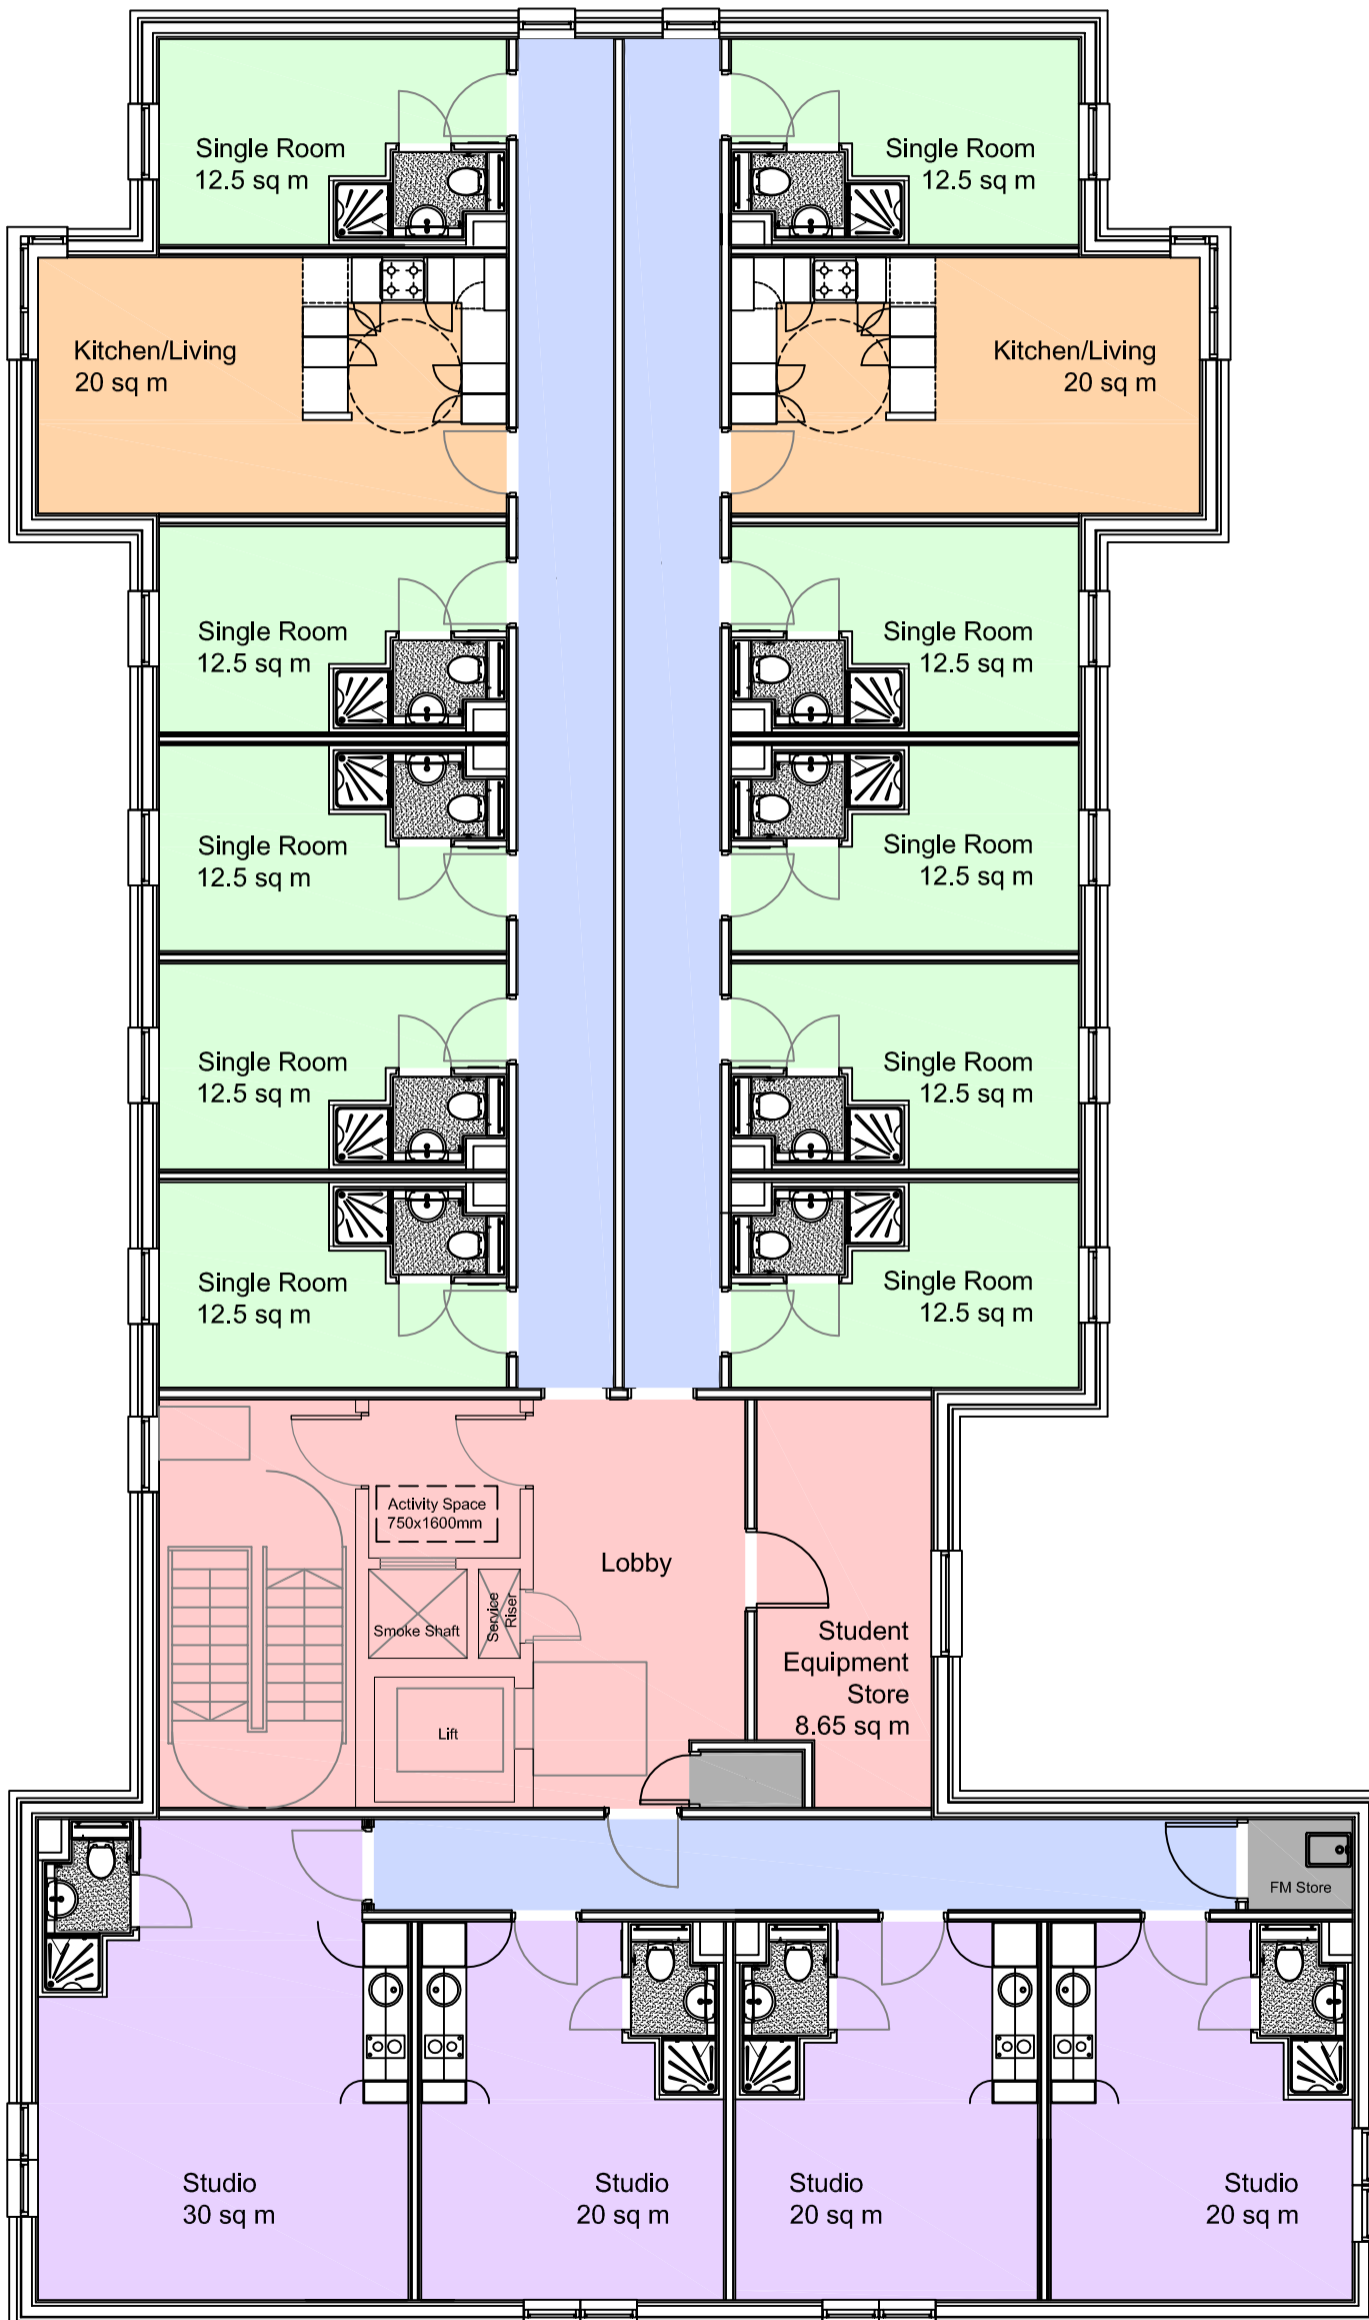 Single Room
12.5 sq m
Single Room
12.5 sq m
Kitchen/Living
20 sq m
Kitchen/Living
20 sq m
Single Room
12.5 sq m
Single Room
12.5 sq m
Single Room
12.5 sq m
Single Room
12.5 sq m
Single Room
12.5 sq m
Single Room
12.5 sq m
Single Room
12.5 sq m
Single Room
12.5 sq m
Activity Space
750x1600mm
Lobby
Smoke Shaft
Service
Riser
Student
Equipment
Store
8.65 sq m
Lift
FM Store
Studio
30 sq m
Studio
20 sq m
Studio
20 sq m
Studio
20 sq m